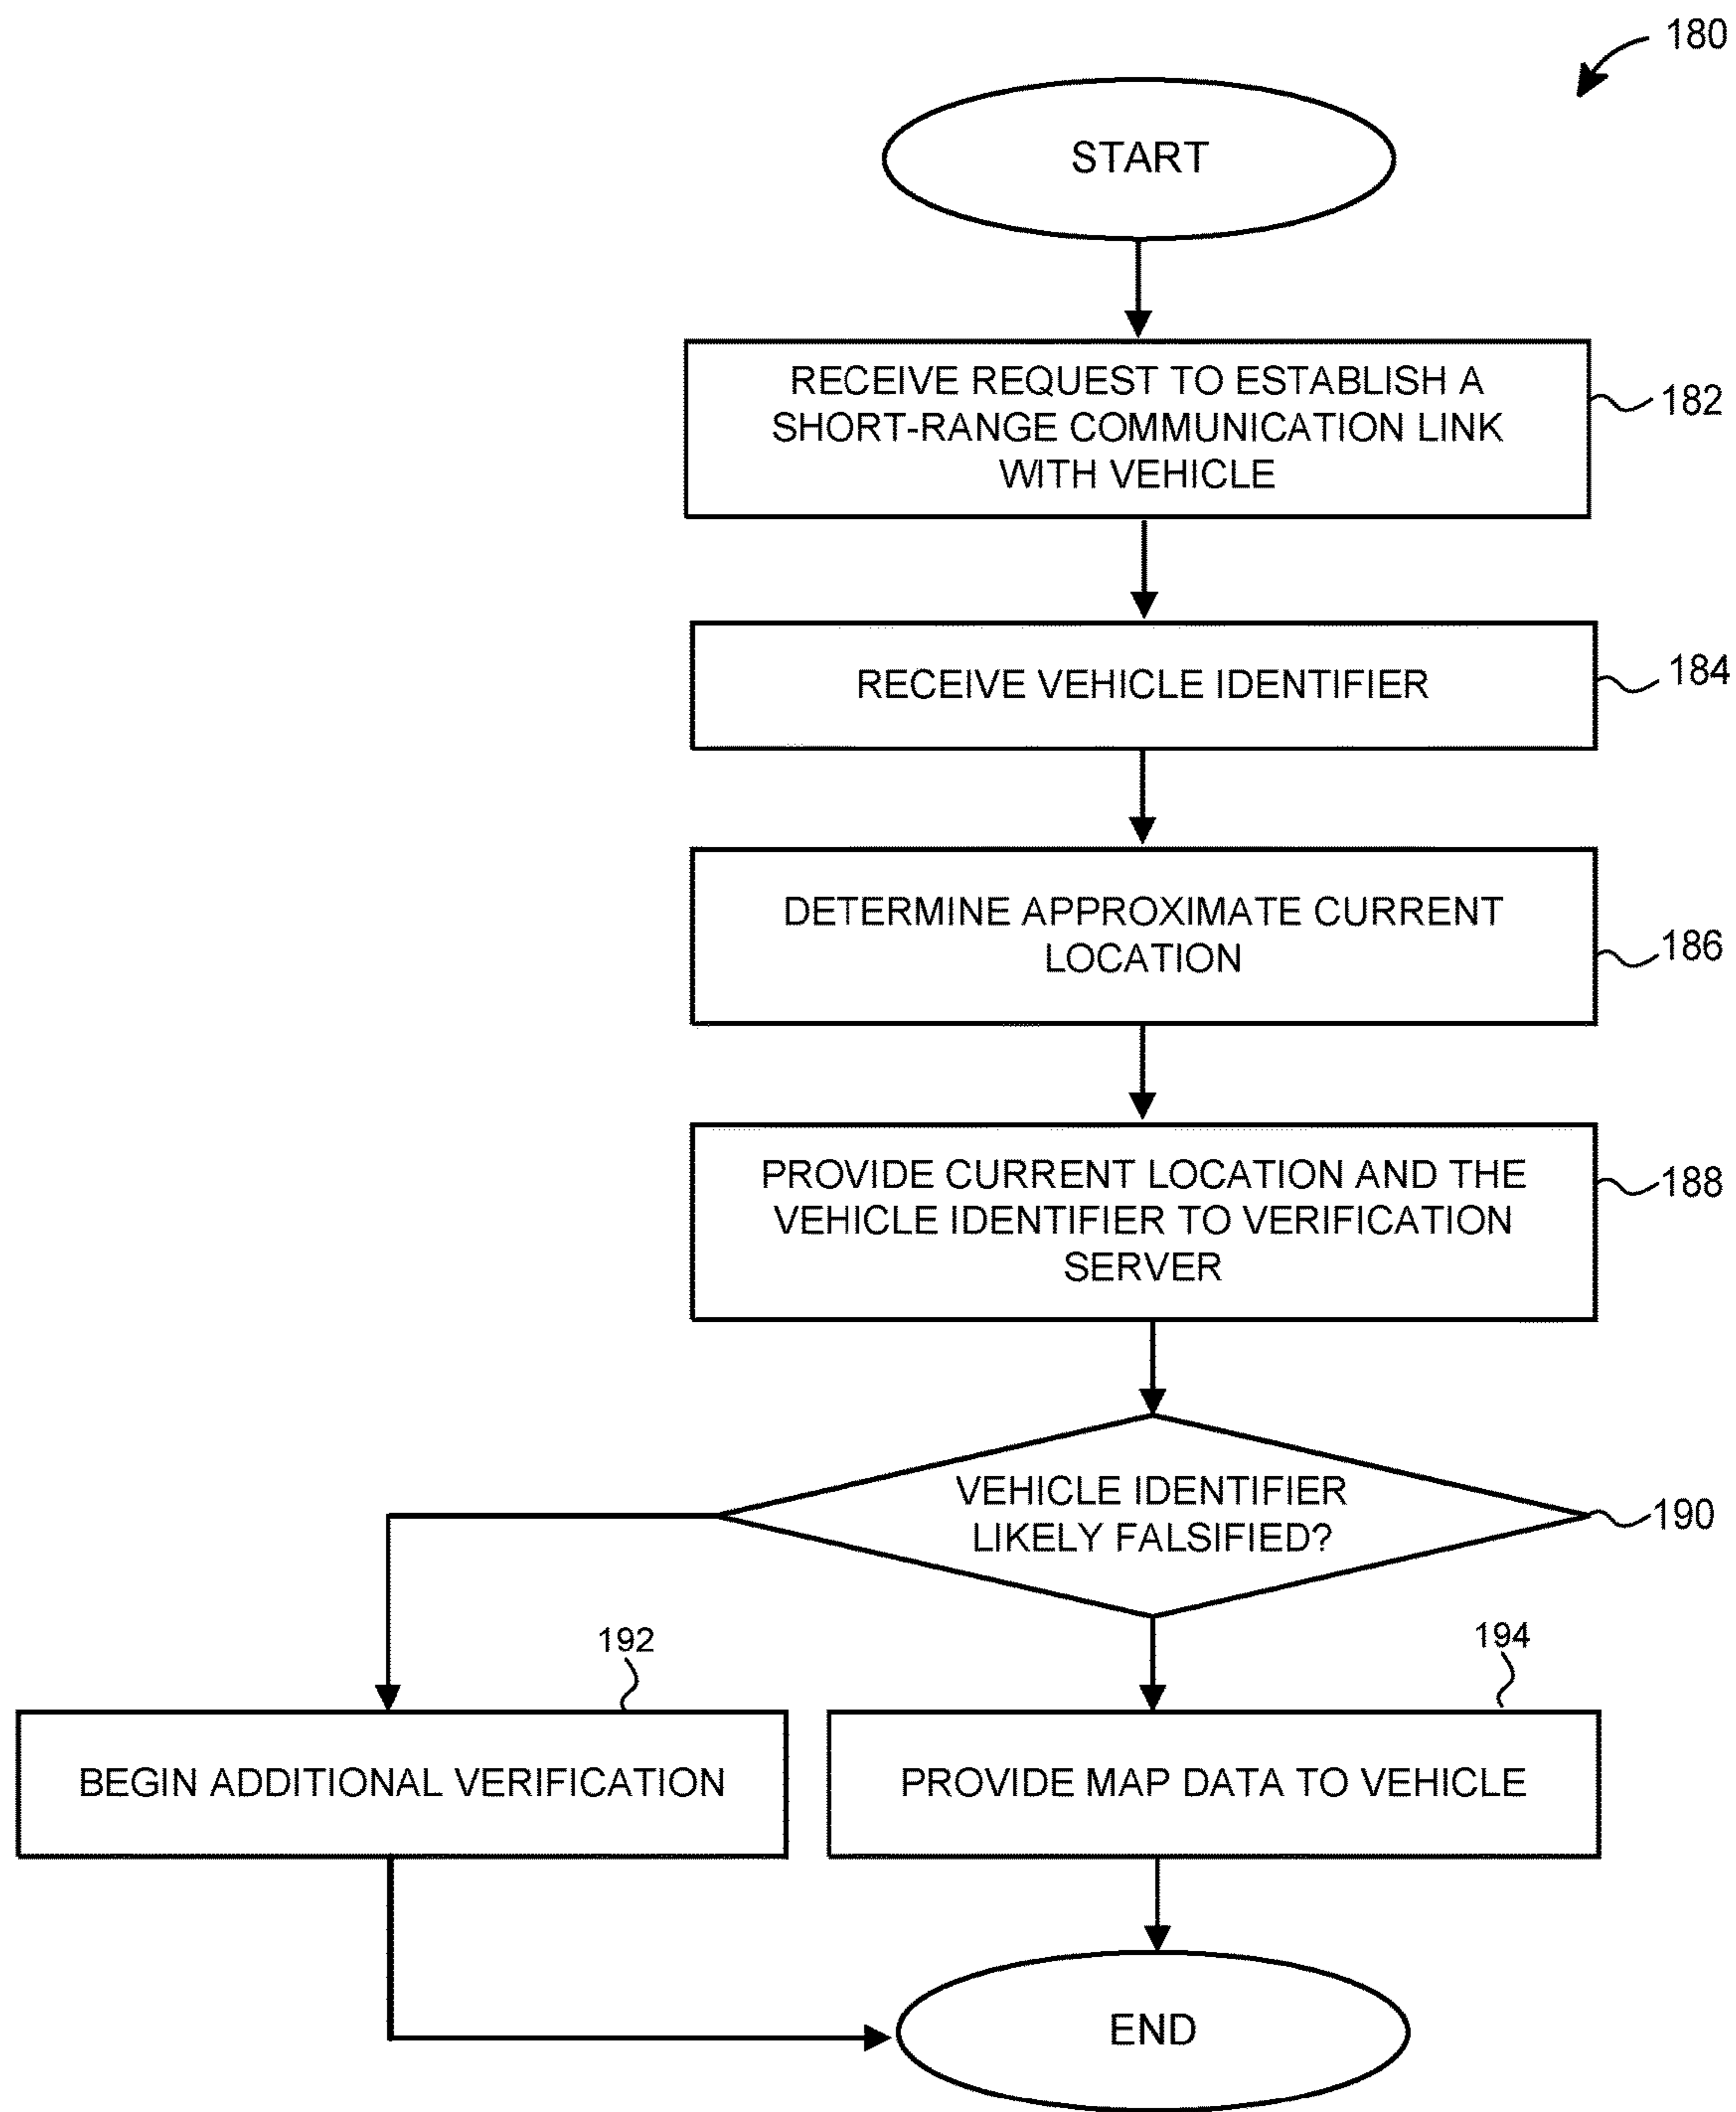 180
START
RECEIVE REQUEST TO ESTABLISH A
SHORT-RANGE COMMUNICATION LINK
WITH VEHICLE
182
RECEIVE VEHICLE IDENTIFIER
184
DETERMINE APPROXIMATE CURRENT
LOCATION
186
PROVIDE CURRENT LOCATION AND THE
VEHICLE IDENTIFIER TO VERIFICATION
SERVER
188
VEHICLE IDENTIFIER
LIKELY FALSIFIED?
190
192
BEGIN ADDITIONAL VERIFICATION
194
PROVIDE MAP DATA TO VEHICLE
END